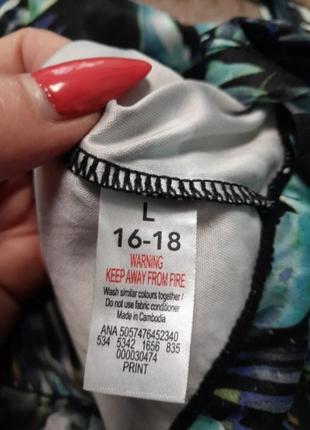 L
16-18
WARNING
KEEP AWAY FROM FIRE
Wash similar colours together /
Do not use fabric conditioner
Made in Cambodia
ANA 5057476452340
534 5342 1656 835
000030474
PRINT